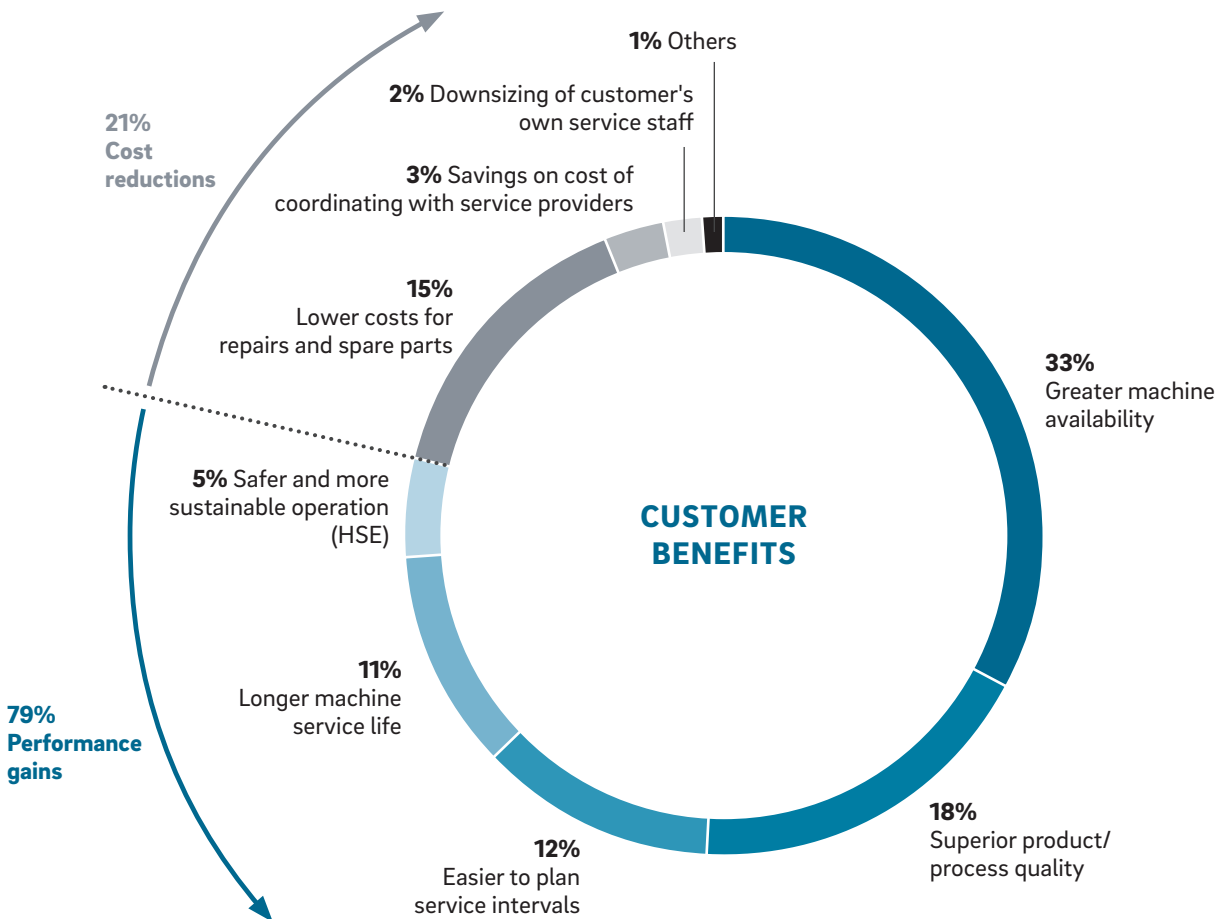 1% Others
2% Downsizing of customer's
own service staff
21%
Cost
reductions
3% Savings on cost of
coordinating with service providers
15%
Lower costs for
repairs and spare parts
33%
Greater machine
availability
5% Safer and more
sustainable operation
(HSE)
CUSTOMER
BENEFITS
11%
Longer machine
service life
79%
Performance
gains
18%
Superior product/
process quality
12%
Easier to plan
service intervals